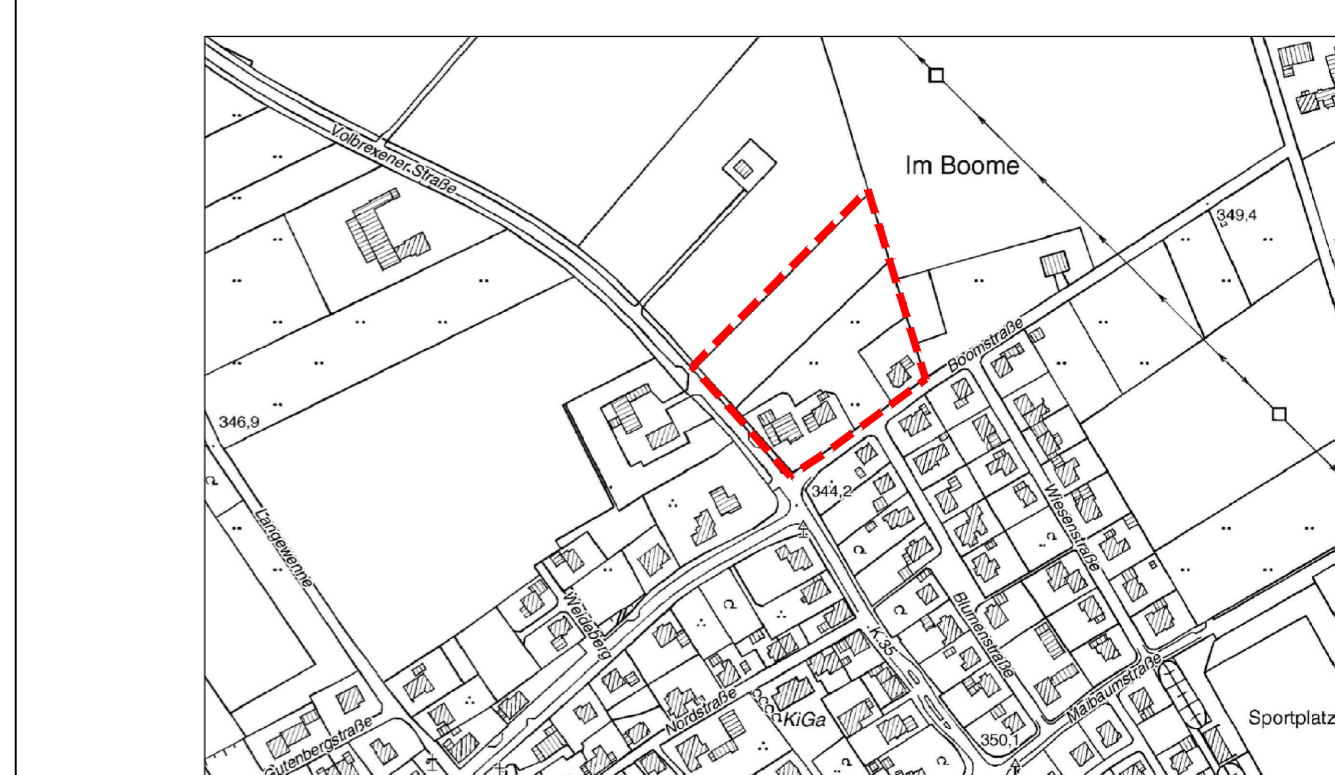 Volbrexener Straße
Im Boome
349,4
Boomstraße
346,9
344,2
Langewenne
Weideberg
Wiesenstraße
Blumenstraße
K 35
Maibaumstraße
Nordstraße
KiGa
Sportplatz
Gutenbergstraße
350,1